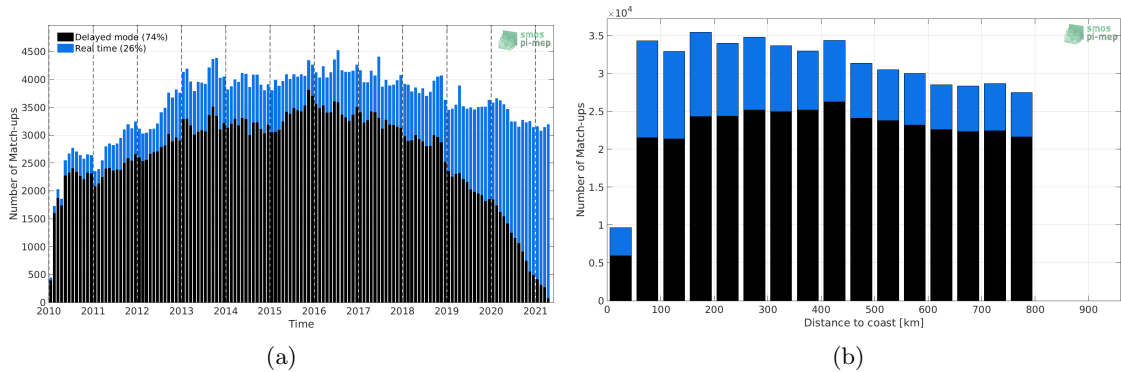 Delayed mode (74%)
Real time (26%)
smos
pi-mep
Number of Match-ups
4500
4000
3500
3000
2500
2000
1500
1000
500
0
2010 2011 2012 2013 2014 2015 2016 2017 2018 2019 2020 2021
Time
(a)
×10⁴
smos
pi-mep
Number of Match-ups
3.5
3
2.5
2
1.5
1
0.5
0
0 100 200 300 400 500 600 700 800 900
Distance to coast [km]
(b)